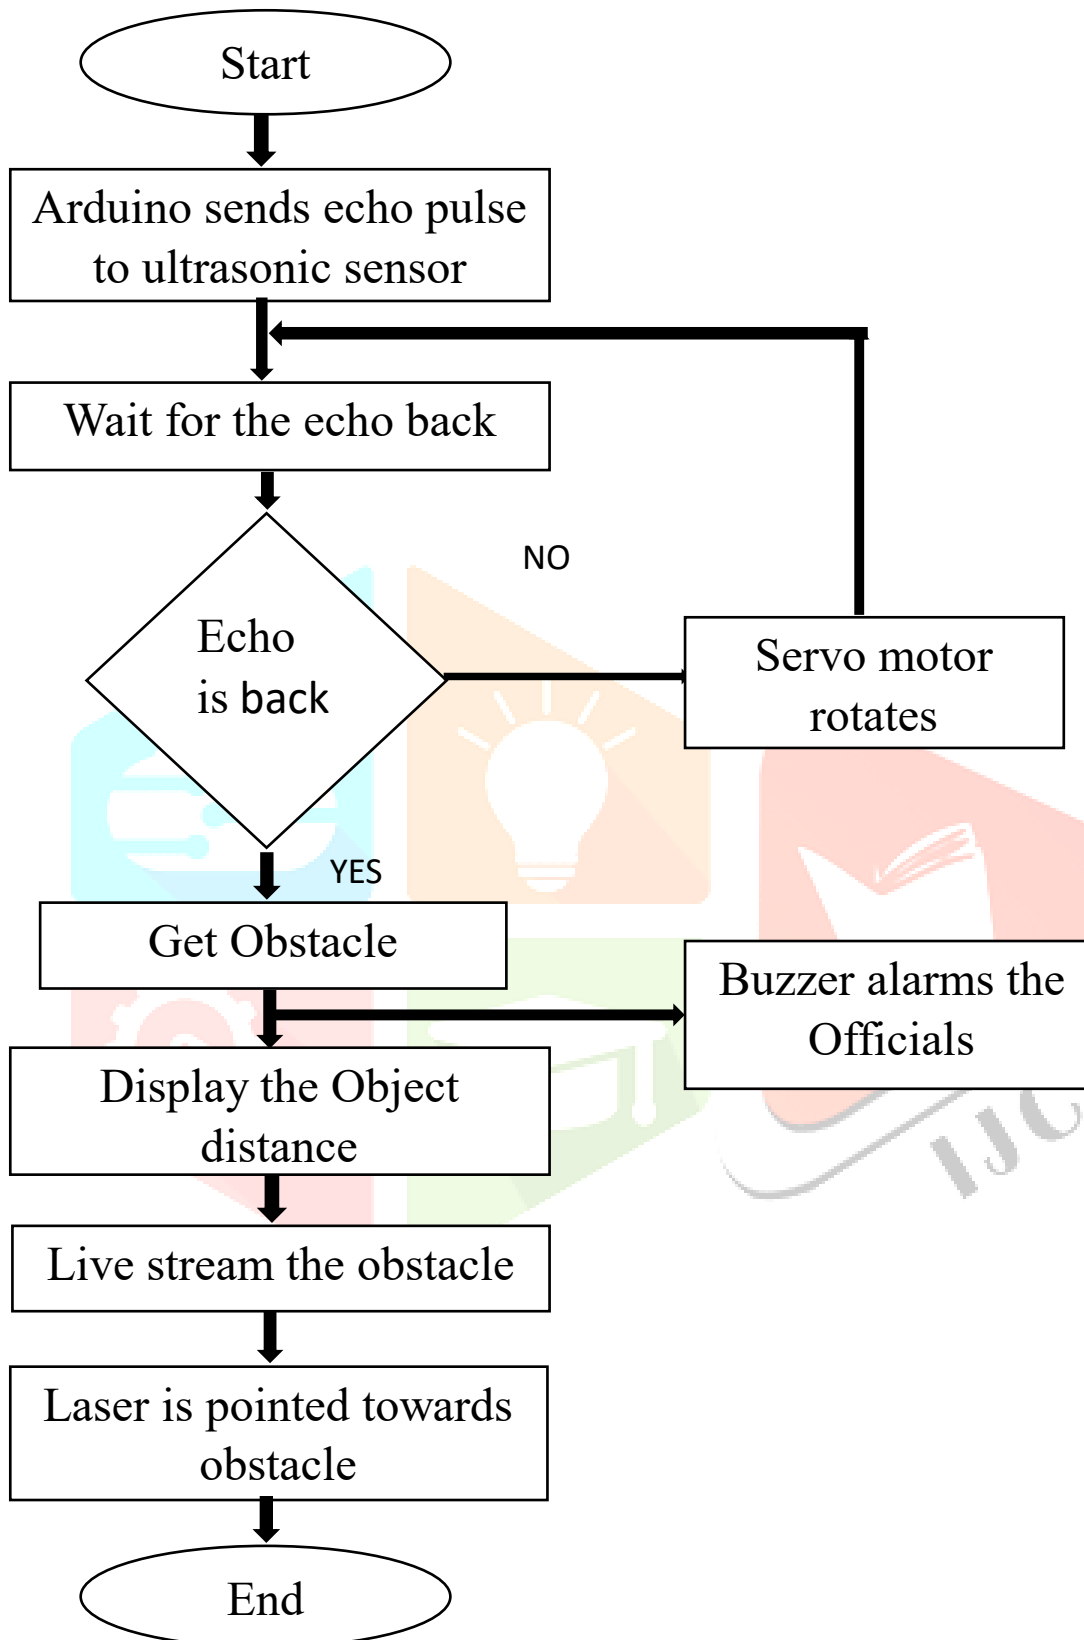 Start
Arduino sends echo pulse
to ultrasonic sensor
Wait for the echo back
NO
Echo
is back
Servo motor
rotates
YES
Get Obstacle
Buzzer alarms the
Officials
Display the Object
distance
IJC
Live stream the obstacle
Laser is pointed towards
obstacle
End